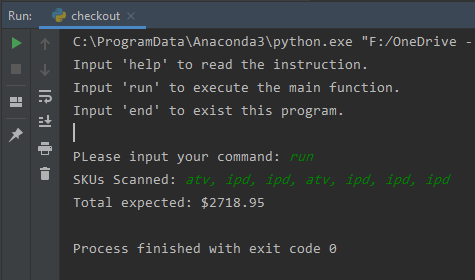 Run: checkout ×
C:\ProgramData\Anaconda3\python.exe "F:/OneDrive -
Input 'help' to read the instruction.
Input 'run' to execute the main function.
Input 'end' to exist this program.
PLease input your command: run
SKUs Scanned: atv, ipd, ipd, atv, ipd, ipd, ipd
Total expected: $2718.95
Process finished with exit code 0